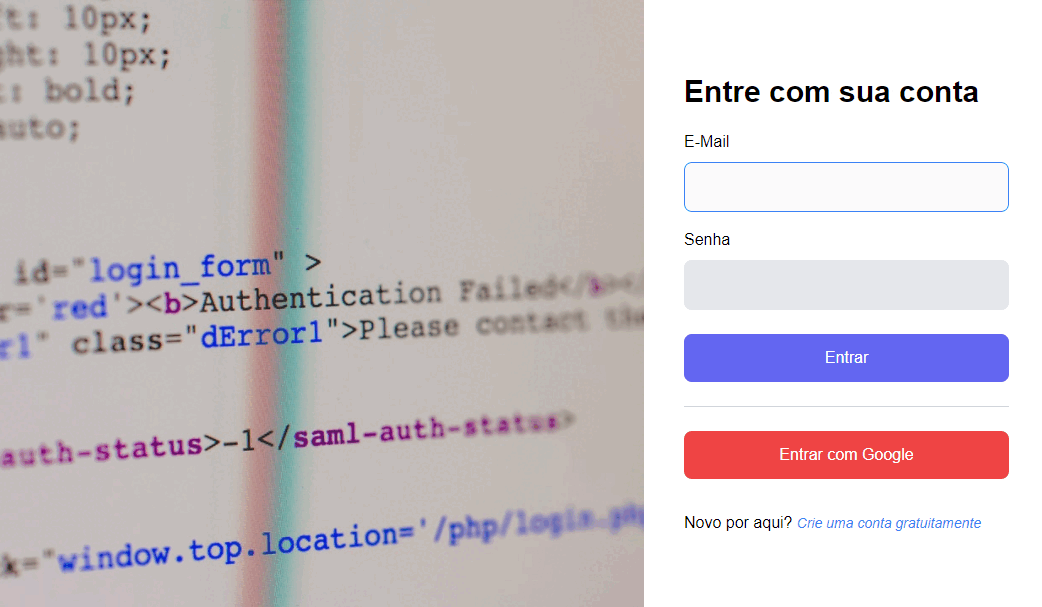 10px;
10px;
bold;
auto;
id="login_form" >
'red'><b>Authentication Failed</
class="dError1">Please contact the
auth-status>-1</saml-auth-status>
="window.top.location='/php/login.php
Entre com sua conta
E-Mail
Senha
Entrar
Entrar com Google
Novo por aqui? Crie uma conta gratuitamente